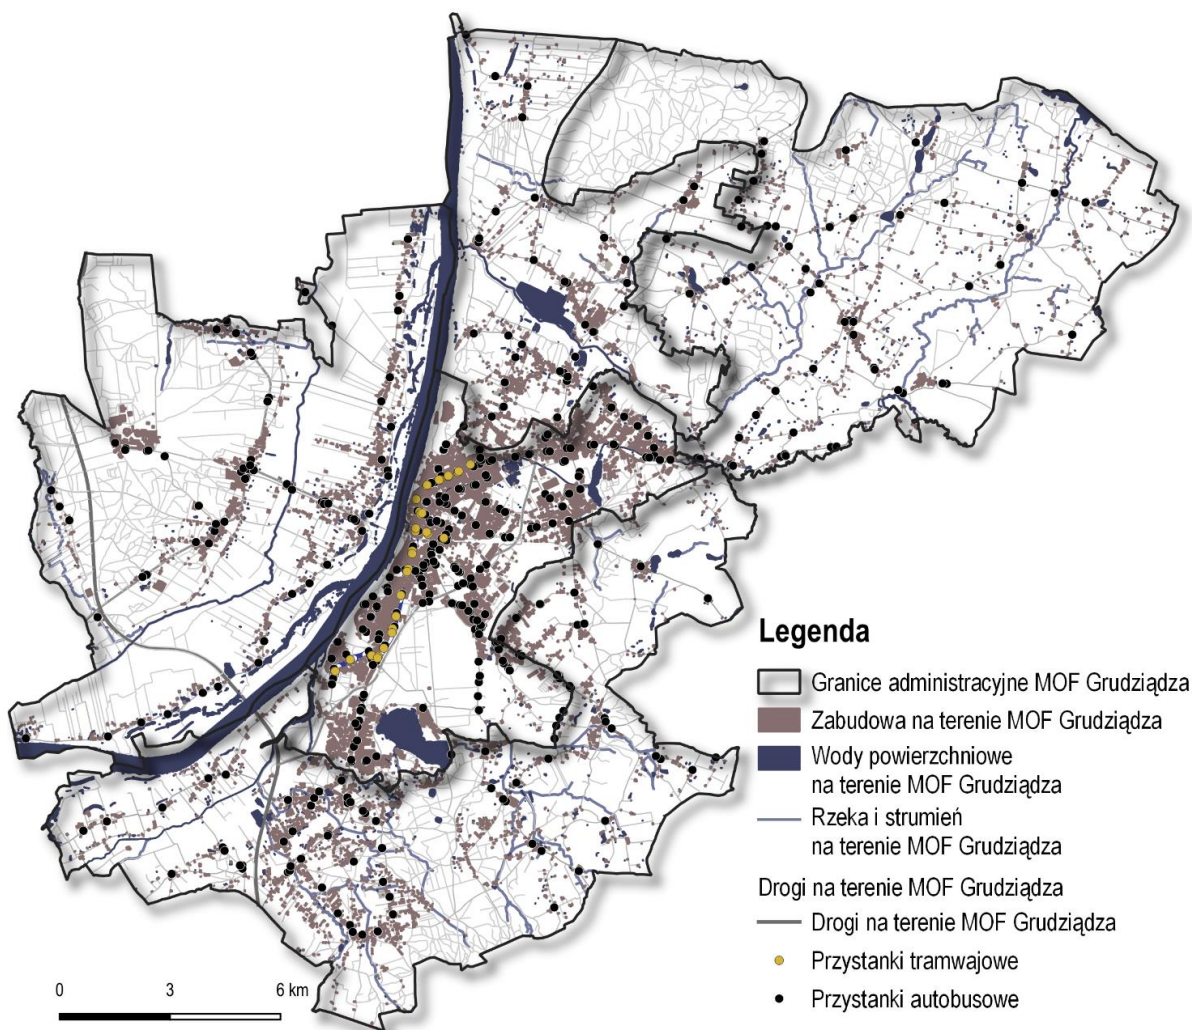 Legenda
Granice administracyjne MOF Grudziądza
Zabudowa na terenie MOF Grudziądza
Wody powierzchniowe
na terenie MOF Grudziądza
Rzeka i strumień
na terenie MOF Grudziądza
Drogi na terenie MOF Grudziądza
Drogi na terenie MOF Grudziądza
Przystanki tramwajowe
Przystanki autobusowe
0 3 6 km